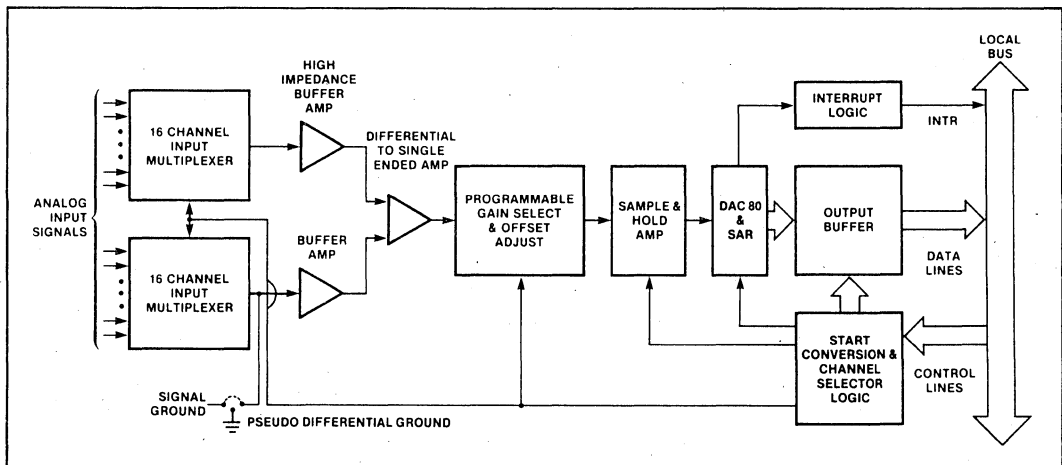 LOCAL
BUS
HIGH
IMPEDANCE
BUFFER
AMP
INTERRUPT
LOGIC
INTR
16 CHANNEL
INPUT
MULTIPLEXER
DIFFERENTIAL
TO SINGLE
ENDED AMP
ANALOG
INPUT
SIGNALS
PROGRAMMABLE
GAIN SELECT
& OFFSET
ADJUST
SAMPLE &
HOLD
AMP
DAC 80
&
SAR
OUTPUT
BUFFER
DATA
LINES
BUFFER
AMP
16 CHANNEL
INPUT
MULTIPLEXER
START
CONVERSION &
CHANNEL
SELECTOR
LOGIC
CONTROL
LINES
SIGNAL
GROUND
PSEUDO DIFFERENTIAL GROUND